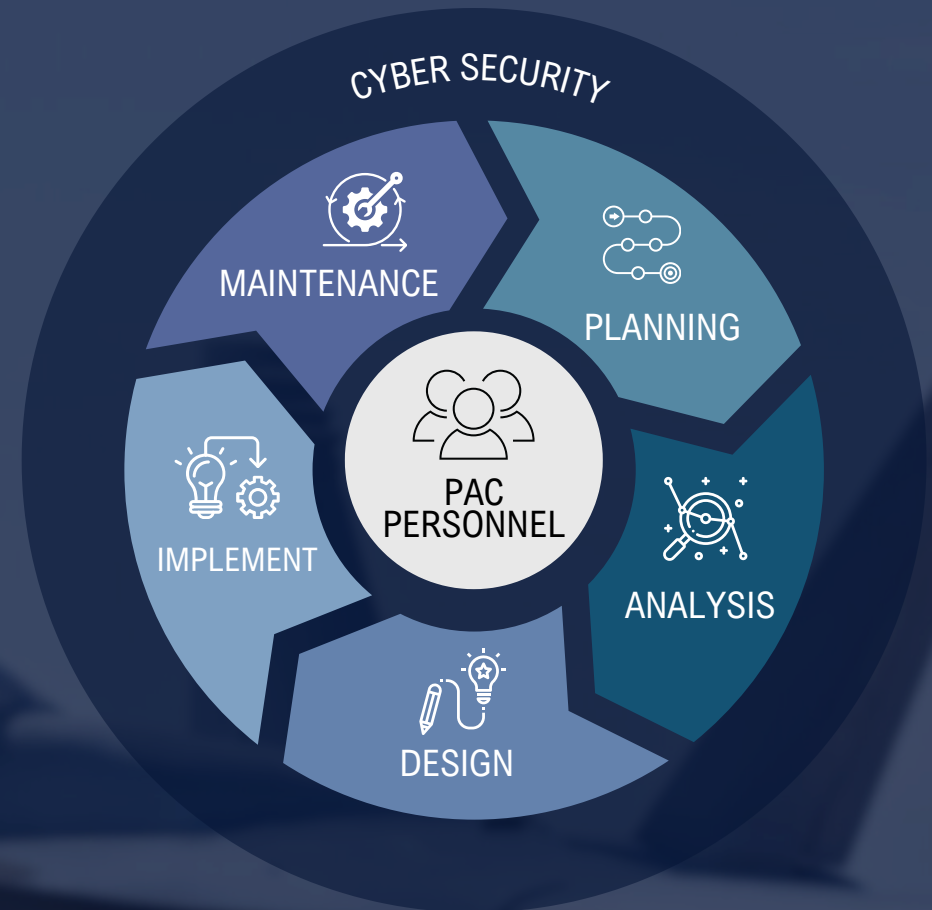 CYBER SECURITY
MAINTENANCE
PLANNING
PAC
PERSONNEL
IMPLEMENT
ANALYSIS
DESIGN